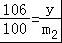 106/100 = y/m₂